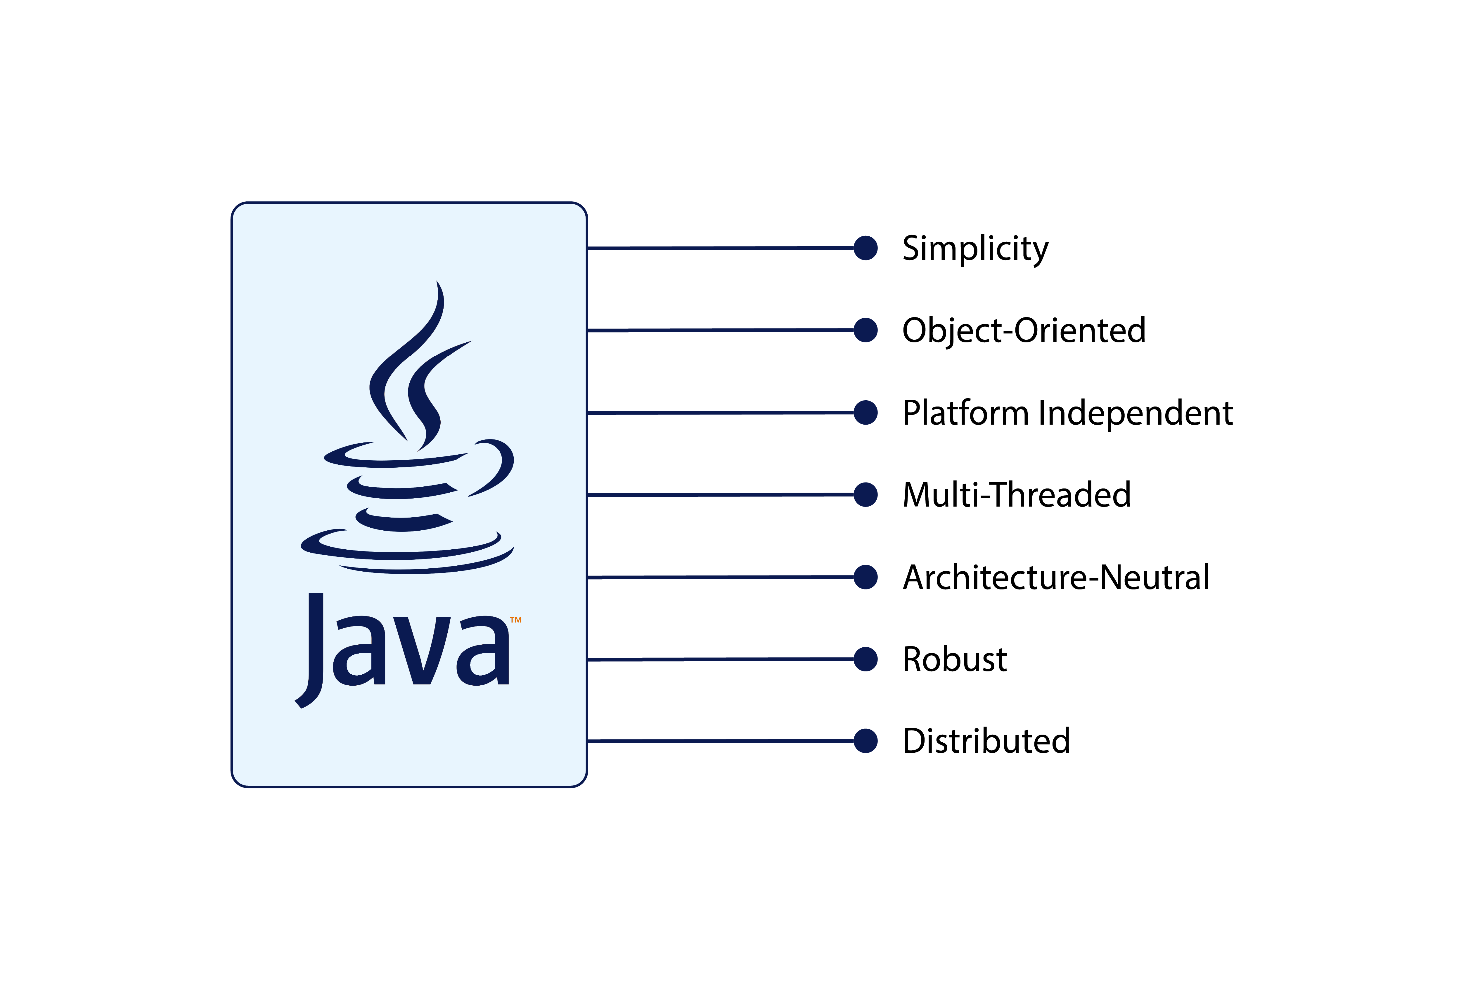 Simplicity
Object-Oriented
Platform Independent
Multi-Threaded
Architecture-Neutral
Robust
Distributed
Java™